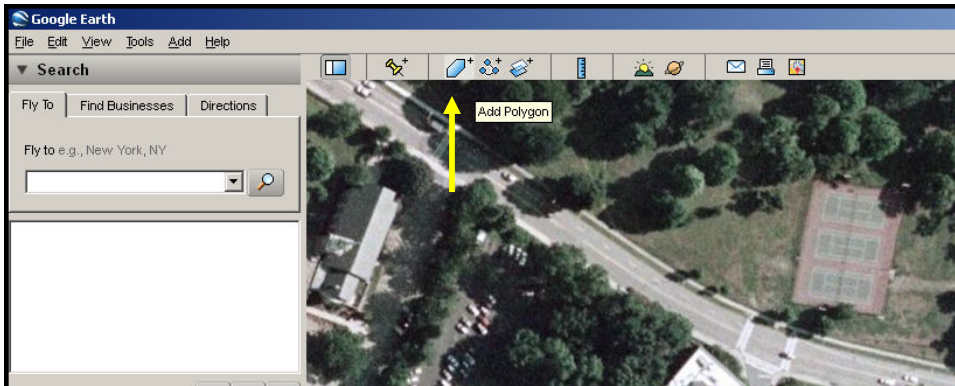 Google Earth
File Edit View Tools Add Help
Search
Fly To Find Businesses Directions
Add Polygon
Fly to e.g., New York, NY